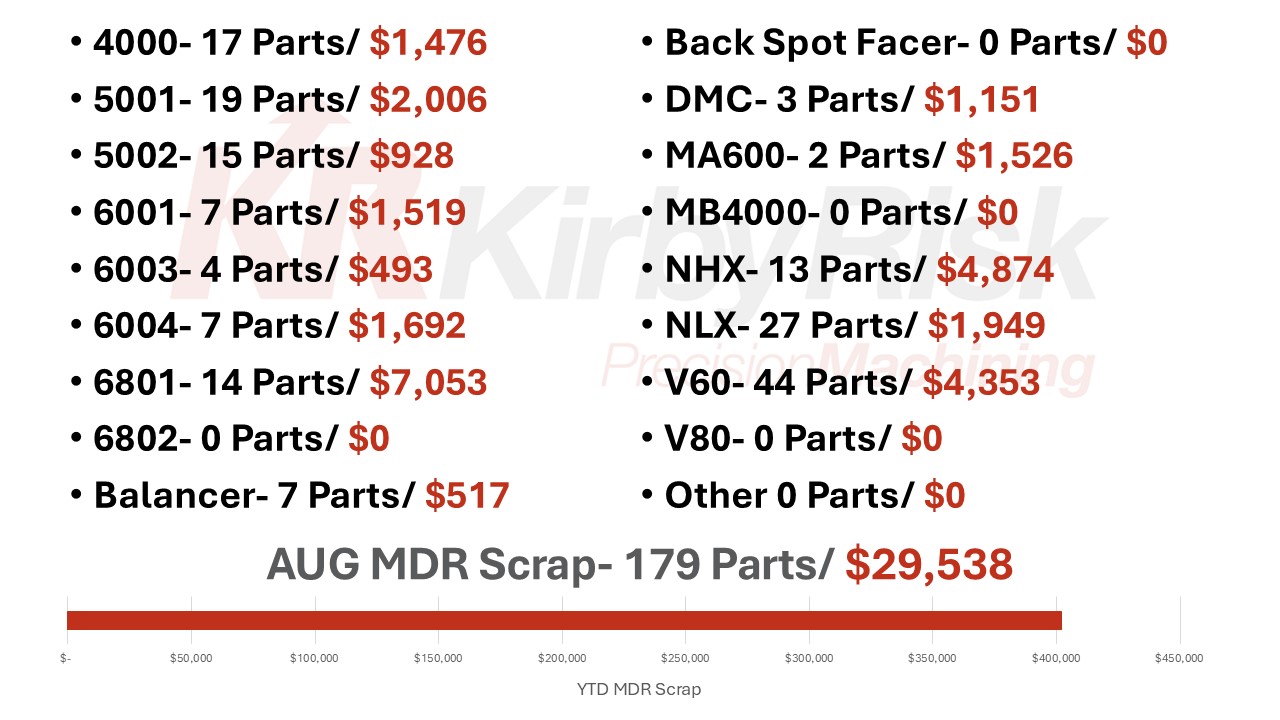 • 4000- 17 Parts/ $1,476
• 5001- 19 Parts/ $2,006
• 5002- 15 Parts/ $928
• 6001- 7 Parts/ $1,519
• 6003- 4 Parts/ $493
• 6004- 7 Parts/ $1,692
• 6801- 14 Parts/ $7,053
• 6802- 0 Parts/ $0
• Balancer- 7 Parts/ $517
• Back Spot Facer- 0 Parts/ $0
• DMC- 3 Parts/ $1,151
• MA600- 2 Parts/ $1,526
• MB4000- 0 Parts/ $0
• NHX- 13 Parts/ $4,874
• NLX- 27 Parts/ $1,949
• V60- 44 Parts/ $4,353
• V80- 0 Parts/ $0
• Other 0 Parts/ $0
KR KirbyRisk
PrecisionMachining
AUG MDR Scrap- 179 Parts/ $29,538
$- $50,000 $100,000 $150,000 $200,000 $250,000 $300,000 $350,000 $400,000 $450,000
YTD MDR Scrap